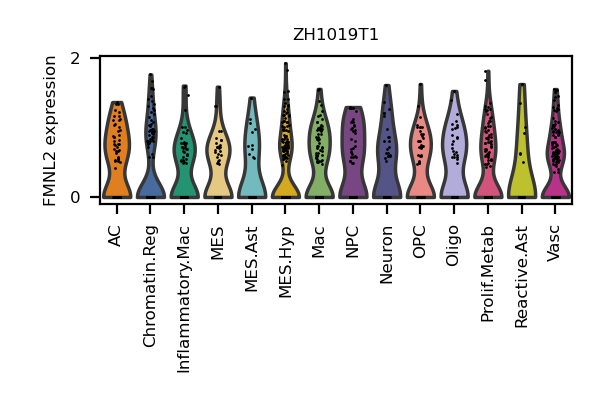 ZH1019T1
FMNL2 expression
2
0
AC
Chromatin.Reg
Inflammatory.Mac
MES
MES.Ast
MES.Hyp
Mac
NPC
Neuron
OPC
Oligo
Prolif.Metab
Reactive.Ast
Vasc